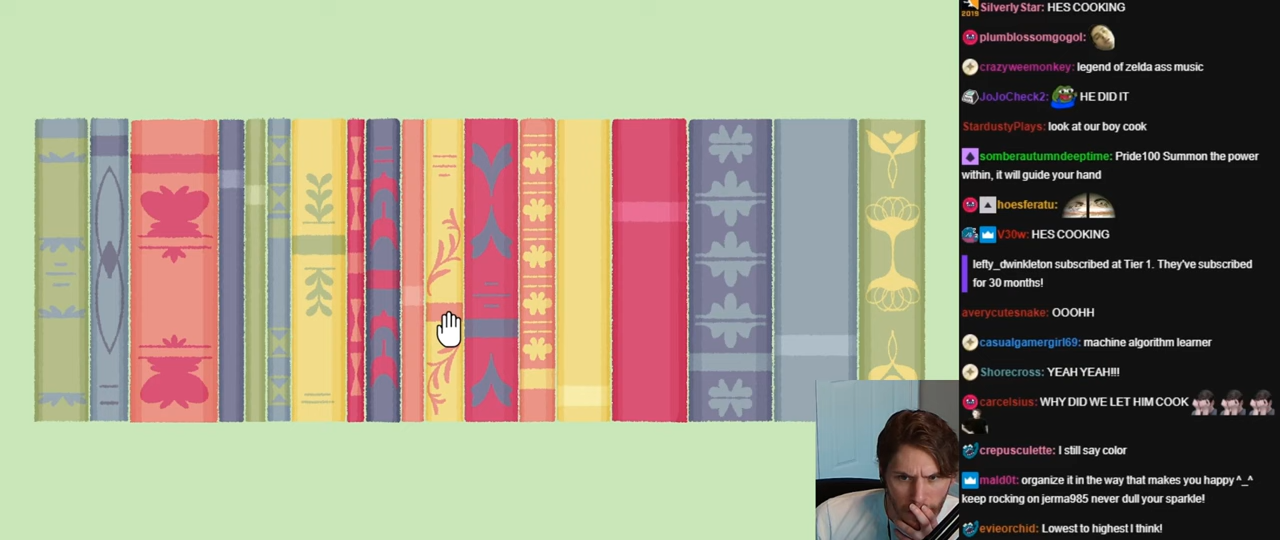 2019 SilverlyStar: HES COOKING
plumblossomgogol:
crazyweemonkey: legend of zelda ass music
JoJoCheck2: HE DID IT
StardustyPlays: look at our boy cook
somberautumndeeptime: Pride100 Summon the power
within, it will guide your hand
hoesferatu:
V30w: HES COOKING
lefty_dwinkleton subscribed at Tier 1. They've subscribed
for 30 months!
averycutesnake: OOOHH
casualgamergirl69: machine algorithm learner
Shorecross: YEAH YEAH!!!!
carcelsius: WHY DID WE LET HIM COOK
crepusculette: I still say color
mald0t: organize it in the way that makes you happy ^_^
keep rocking on jerma985 never dull your sparkle!
evieorchid: Lowest to highest I think!